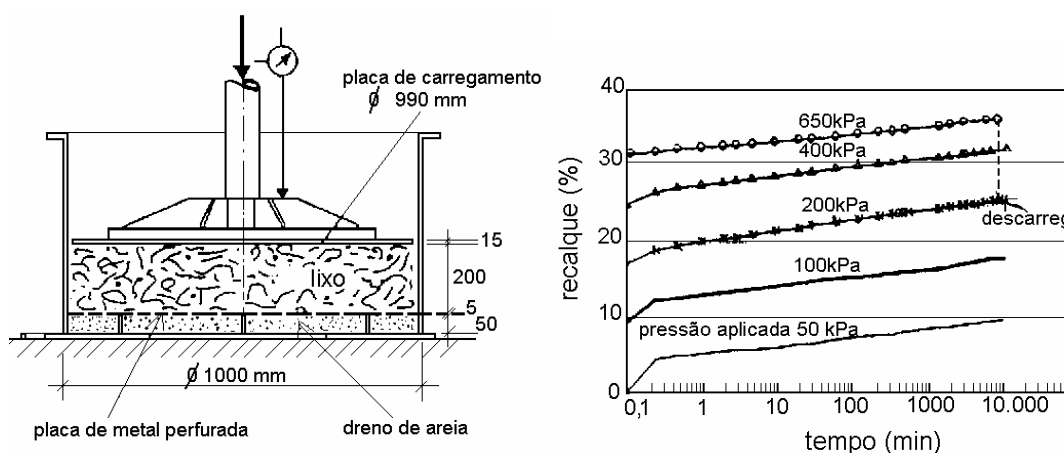 placa de carregamento
ø 990 mm
lixo
15
200
5
50
ø 1000 mm
placa de metal perfurada
dreno de areia
recalque (%)
40
30
20
10
0
650kPa
400kPa
200kPa
descarreg
100kPa
pressão aplicada 50 kPa
0,1
1
10
100
1000
10.000
tempo (min)